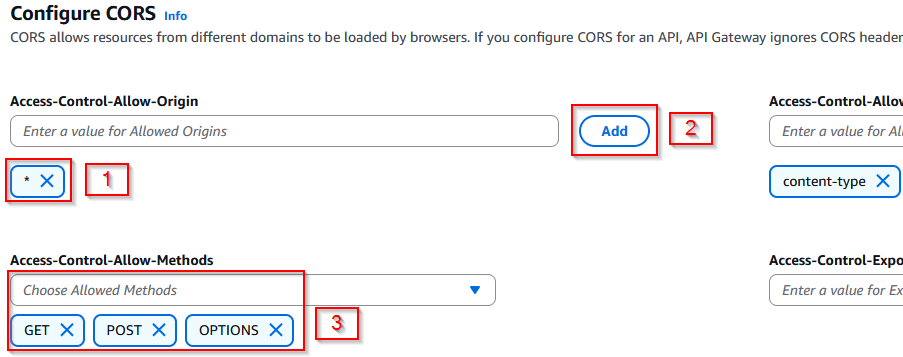 Configure CORS Info
CORS allows resources from different domains to be loaded by browsers. If you configure CORS for an API, API Gateway ignores CORS header
Access-Control-Allow-Origin
Access-Control-Allow
Enter a value for Allowed Origins
Add
2
Enter a value for Al
* 
1
content-type
Access-Control-Allow-Methods
Access-Control-Expo
Choose Allowed Methods
Enter a value for Ex
GET
POST
OPTIONS
3